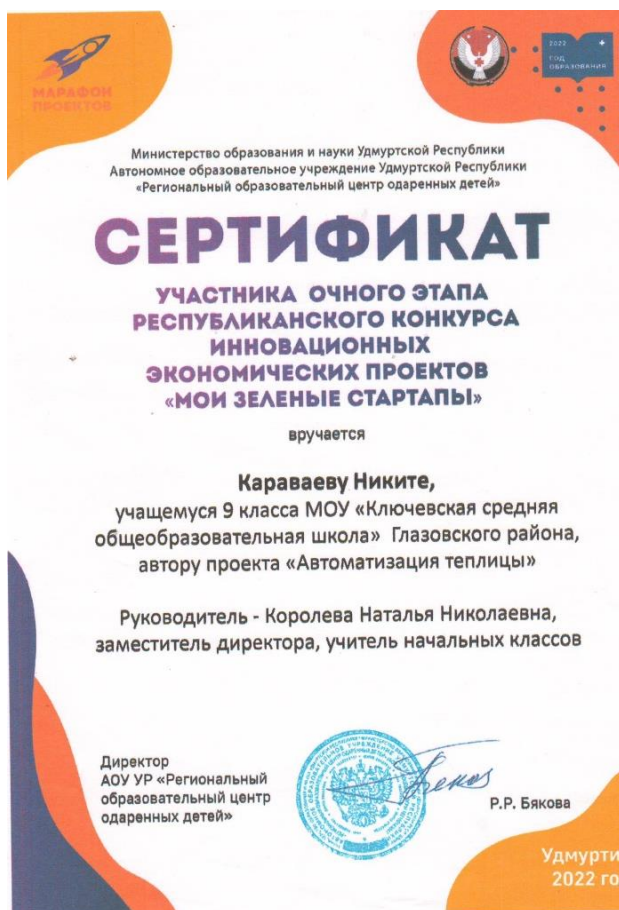 МАРАФОН
ПРОЕКТОВ
2022
ГОД
ОБРАЗОВАНИЯ
Министерство образования и науки Удмуртской Республики
Автономное образовательное учреждение Удмуртской Республики
«Региональный образовательный центр одаренных детей»
СЕРТИФИКАТ
УЧАСТНИКА ОЧНОГО ЭТАПА
РЕСПУБЛИКАНСКОГО КОНКУРСА
ИННОВАЦИОННЫХ
ЭКОНОМИЧЕСКИХ ПРОЕКТОВ
«МОИ ЗЕЛЕНЫЕ СТАРТАПЫ»
вручается
Караваеву Никите,
учащемуся 9 класса МОУ «Ключевская средняя
общеобразовательная школа» Глазовского района,
автору проекта «Автоматизация теплицы»
Руководитель - Королева Наталья Николаевна,
заместитель директора, учитель начальных классов
Директор
АОУ УР «Региональный
образовательный центр
одаренных детей»
Р.Р. Бякова
Удмурти
2022 го